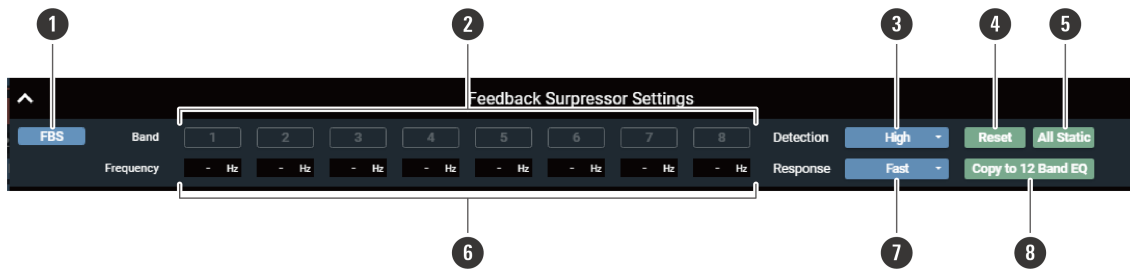 1 2 3 4 5
Feedback Surpressor Settings
FBS Band 1 2 3 4 5 6 7 8 Detection High Reset All Static
Frequency - Hz - Hz - Hz - Hz - Hz - Hz - Hz - Hz Response Fast Copy to 12 Band EQ
6 7 8